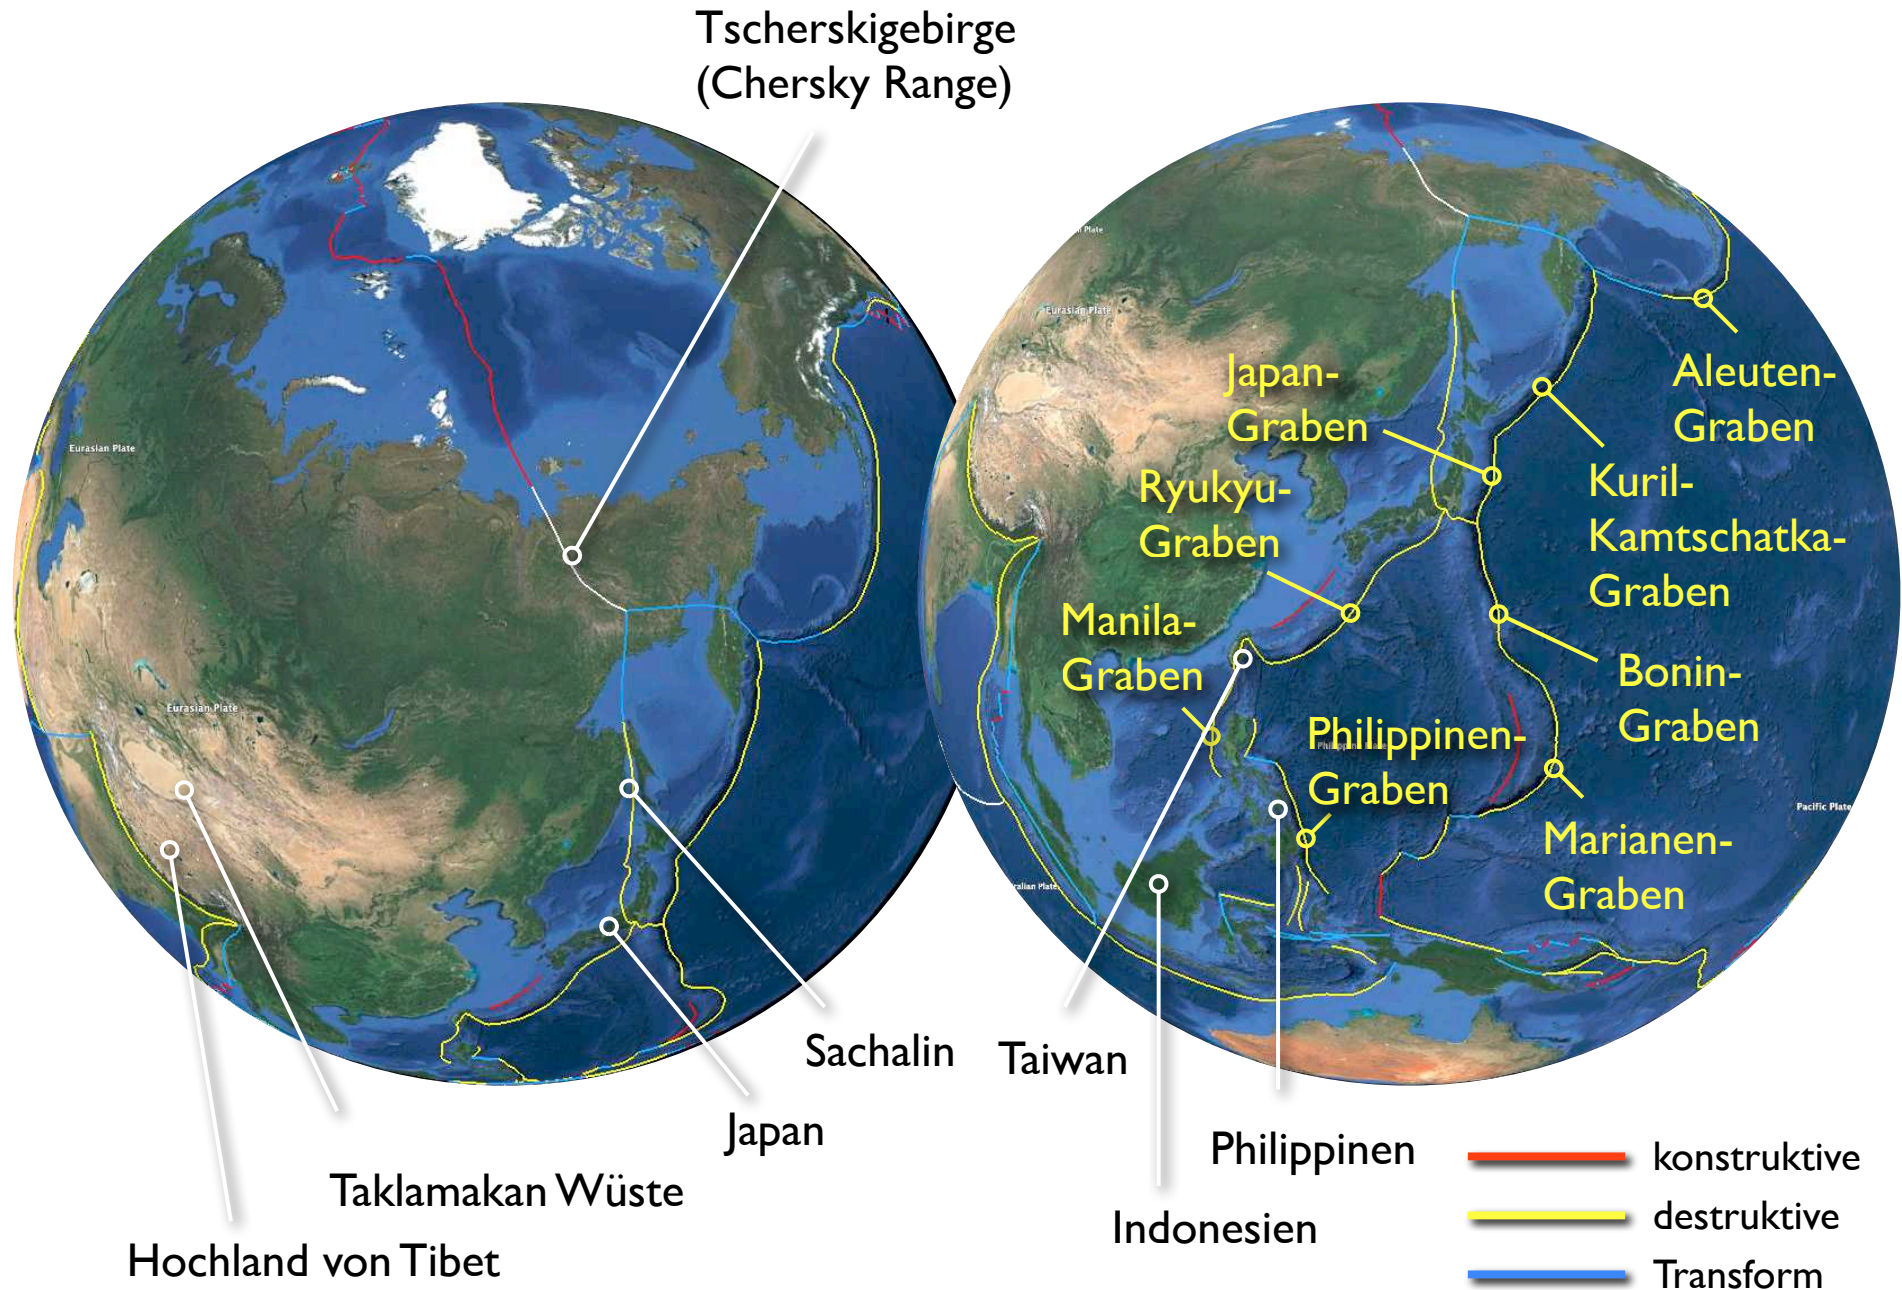 Tscherskigebirge
(Chersky Range)
Eurasian Plate
Eurasian Plate
Plate
Eurasian Plate
Japan-
Graben
Aleuten-
Graben
Ryukyu-
Graben
Kuril-
Kamtschatka-
Graben
Manila-
Graben
Bonin-
Graben
Philippinen-
Graben
Pacific Plate
Marianen-
Graben
Sachalin
Taiwan
Japan
Philippinen
Taklamakan Wüste
Indonesien
Hochland von Tibet
konstruktive
destruktive
Transform